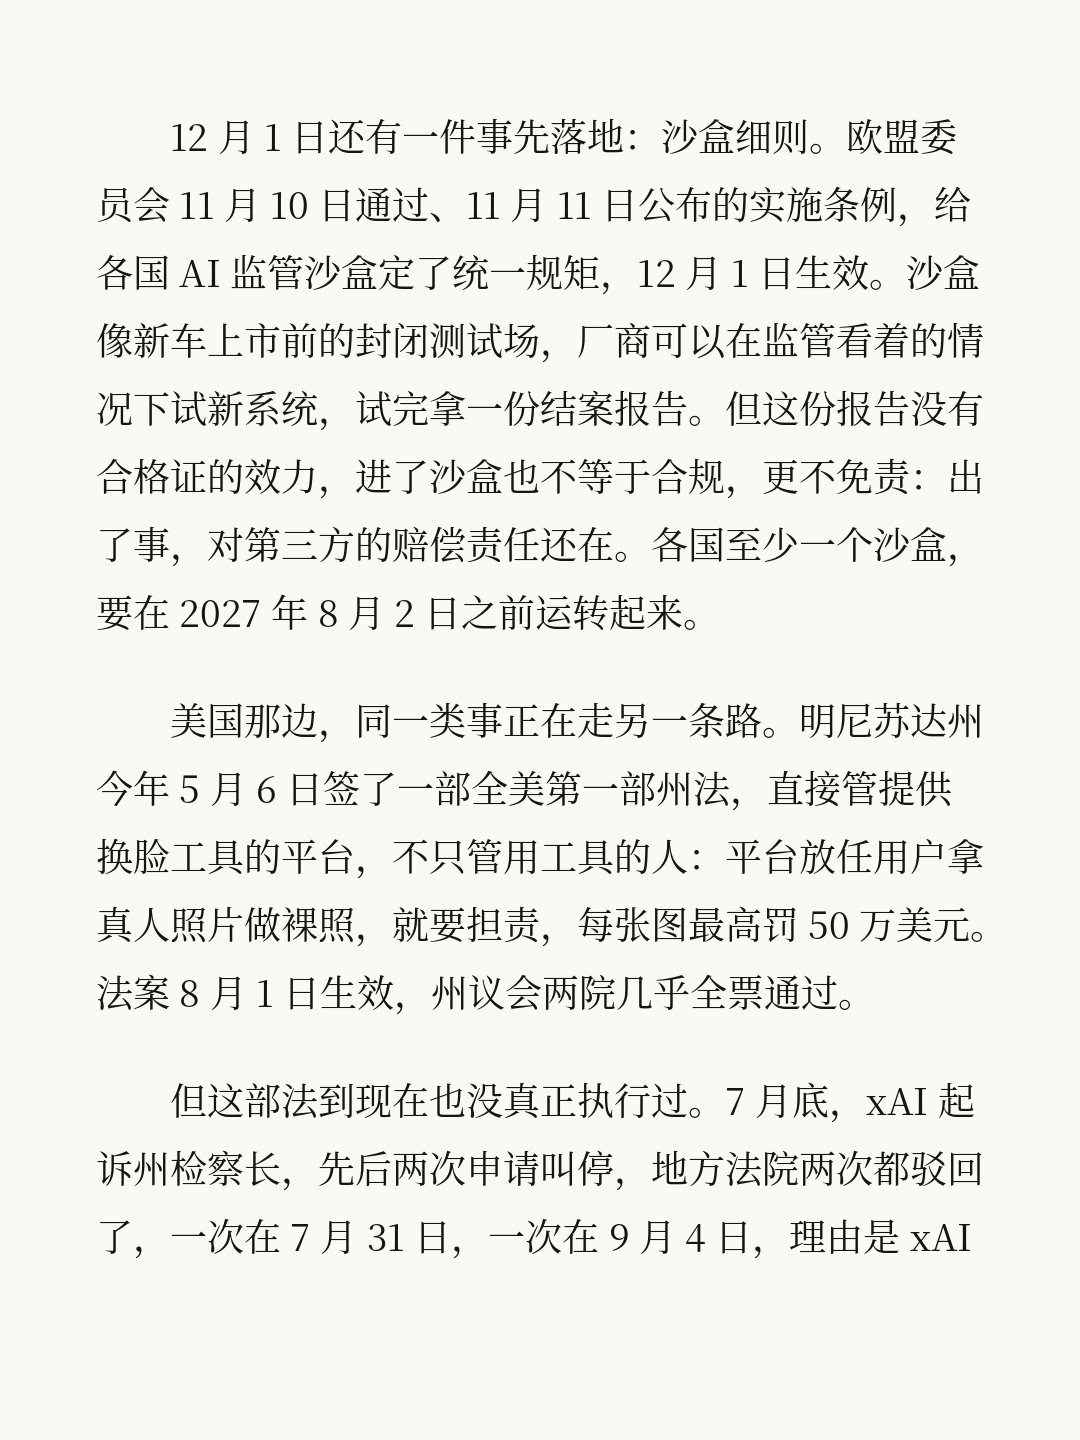 12 月 1 日还有一件事先落地：沙盒细则。欧盟委
员会 11 月 10 日通过、11 月 11 日公布的实施条例，给
各国 AI 监管沙盒定了统一规矩，12 月 1 日生效。沙盒
像新车上市前的封闭测试场，厂商可以在监管看着的情
况下试新系统，试完拿一份结案报告。但这份报告没有
合格证的效力，进了沙盒也不等于合规，更不免责：出
了事，对第三方的赔偿责任还在。各国至少一个沙盒，
要在 2027 年 8 月 2 日之前运转起来。
美国那边，同一类事正在走另一条路。明尼苏达州
今年 5 月 6 日签了一部全美第一部州法，直接管提供
换脸工具的平台，不只管用工具的人：平台放任用户拿
真人照片做裸照，就要担责，每张图最高罚 50 万美元。
法案 8 月 1 日生效，州议会两院几乎全票通过。
但这部法到现在也没真正执行过。7 月底，xAI 起
诉州检察长，先后两次申请叫停，地方法院两次都驳回
了，一次在 7 月 31 日，一次在 9 月 4 日，理由是 xAI